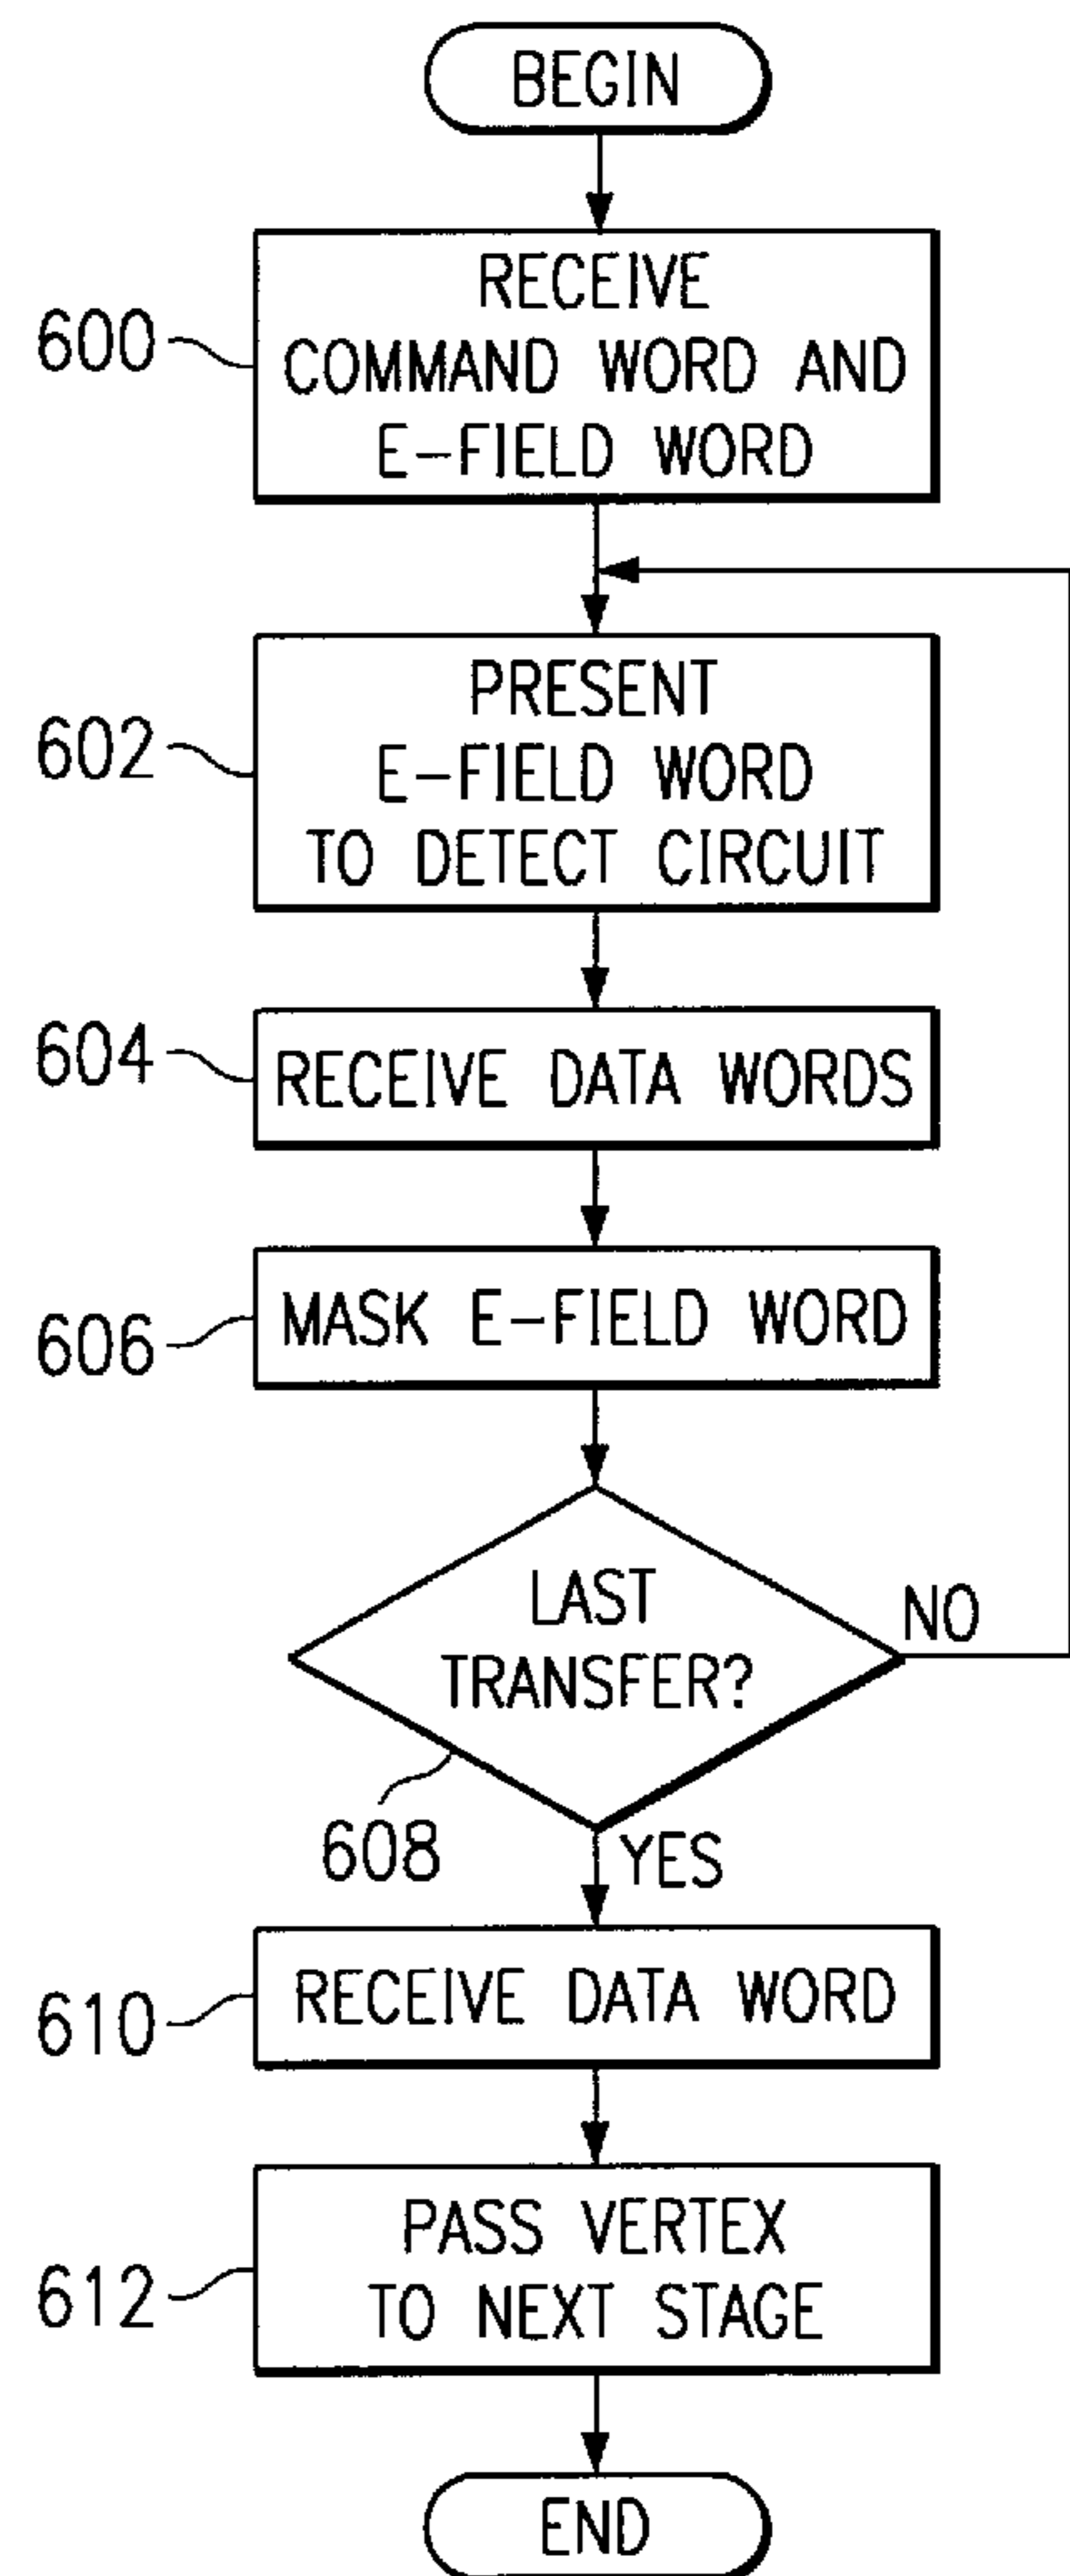 BEGIN
RECEIVE
COMMAND WORD AND
E-FIELD WORD
600
PRESENT
E-FIELD WORD
TO DETECT CIRCUIT
602
604
RECEIVE DATA WORDS
MASK E-FIELD WORD
606
LAST
TRANSFER?
NO
608
YES
RECEIVE DATA WORD
610
PASS VERTEX
TO NEXT STAGE
612
END